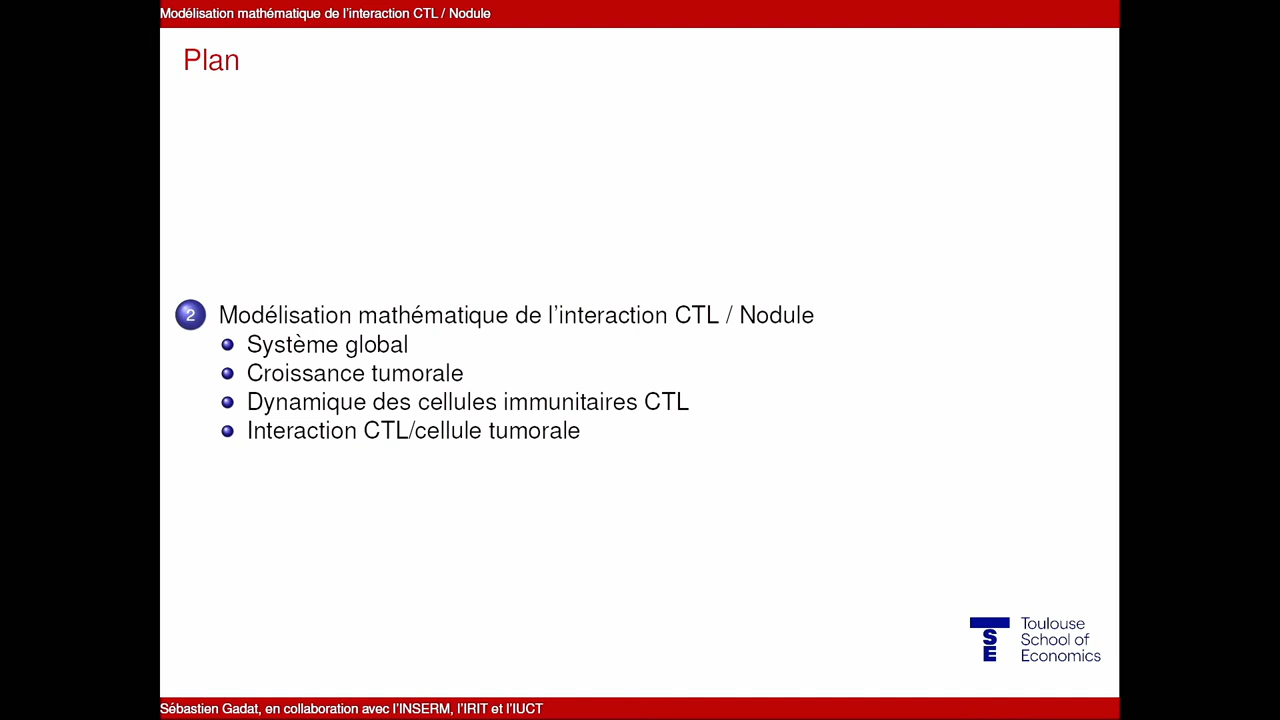 Modélisation mathématique de l'interaction CTL / Nodule
Plan
2 Modélisation mathématique de l'interaction CTL / Nodule
Système global
Croissance tumorale
Dynamique des cellules immunitaires CTL
Interaction CTL/cellule tumorale
TSE
Toulouse
School of
Economics
Sébastien Gadat, en collaboration avec l'INSERM, l'IRIT et l'IUCT